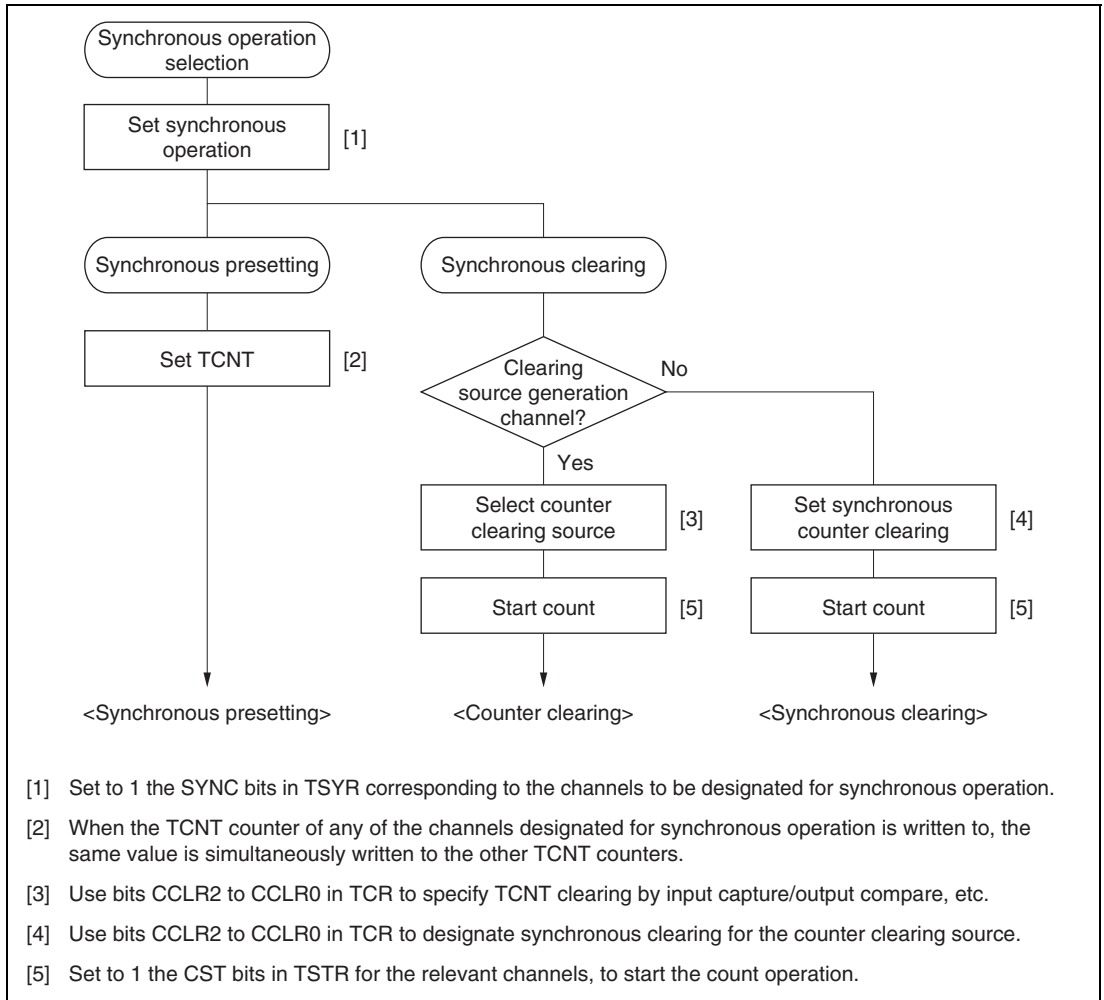 Synchronous operation
selection
Set synchronous
operation
[1]
Synchronous presetting
Synchronous clearing
Set TCNT
[2]
Clearing
source generation
channel?
No
Yes
Select counter
clearing source
[3]
Set synchronous
counter clearing
[4]
Start count
[5]
Start count
[5]
<Synchronous presetting>
<Counter clearing>
<Synchronous clearing>
[1] Set to 1 the SYNC bits in TSYR corresponding to the channels to be designated for synchronous operation.
[2] When the TCNT counter of any of the channels designated for synchronous operation is written to, the
same value is simultaneously written to the other TCNT counters.
[3] Use bits CCLR2 to CCLR0 in TCR to specify TCNT clearing by input capture/output compare, etc.
[4] Use bits CCLR2 to CCLR0 in TCR to designate synchronous clearing for the counter clearing source.
[5] Set to 1 the CST bits in TSTR for the relevant channels, to start the count operation.